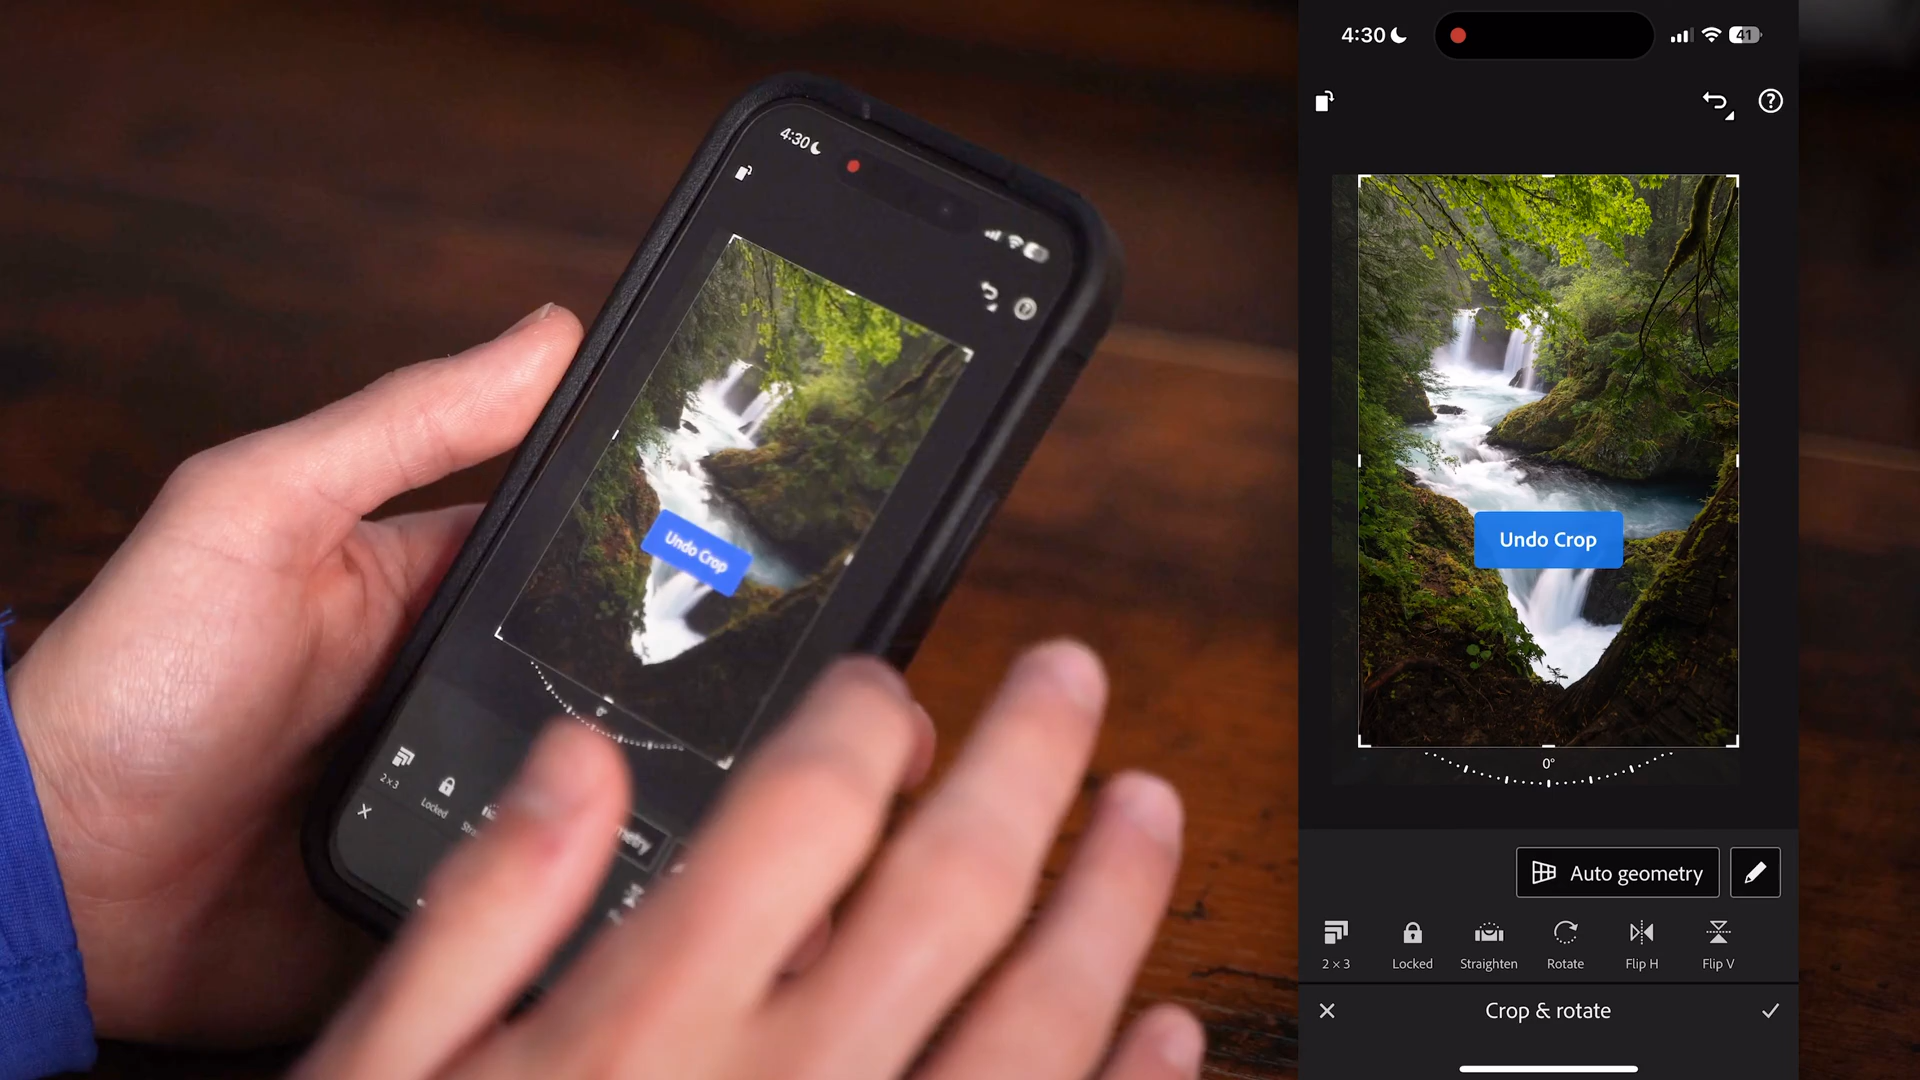 4:30
2 × 3
Locked
Undo Crop
0°
4:30
41
Undo Crop
0°
Auto geometry
2 × 3
Locked
Straighten
Rotate
Flip H
Flip V
Crop & rotate